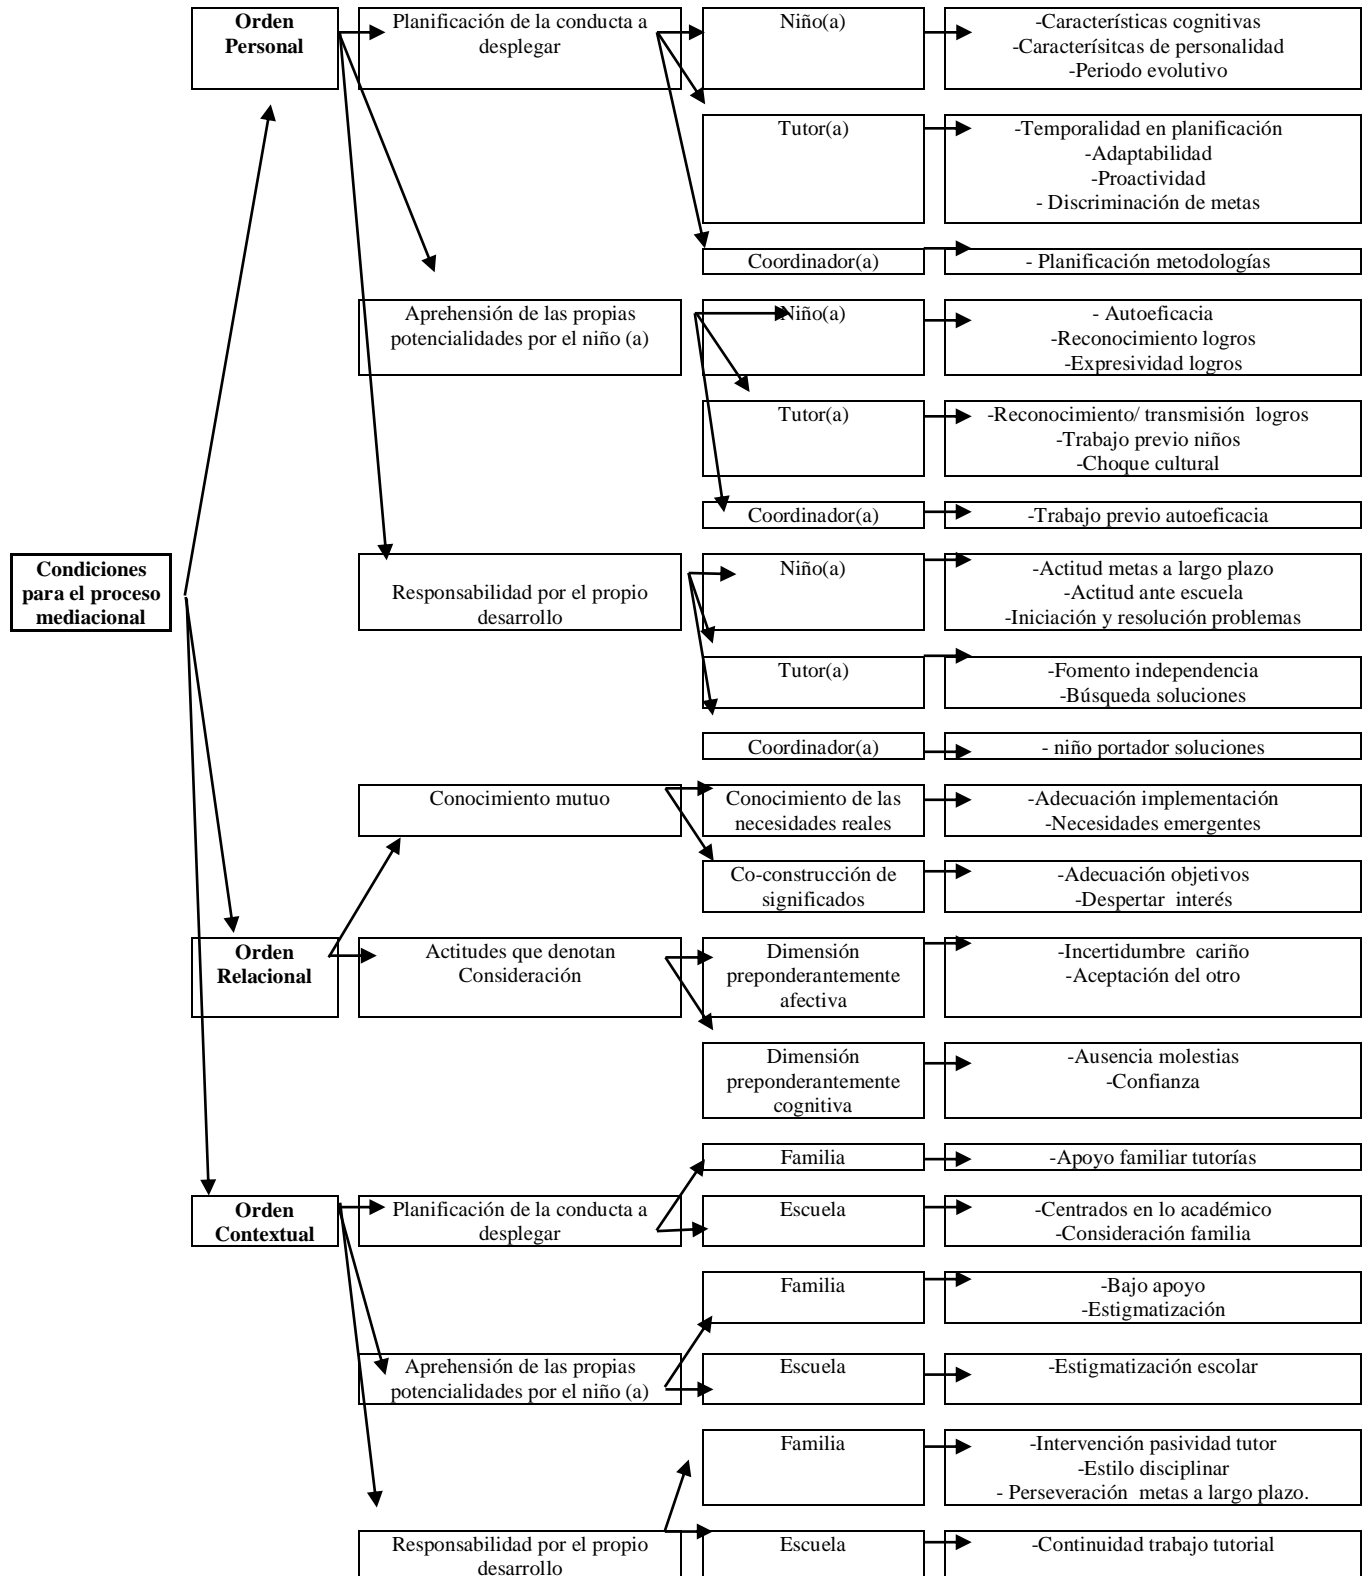 Orden
Personal
Planificación de la conducta a
desplegar
Niño(a)
-Características cognitivas
-Caracterísitcas de personalidad
-Periodo evolutivo
Tutor(a)
-Temporalidad en planificación
-Adaptabilidad
-Proactividad
- Discriminación de metas
Coordinador(a)
- Planificación metodologías
Aprehensión de las propias
potencialidades por el niño (a)
Niño(a)
- Autoeficacia
-Reconocimiento logros
-Expresividad logros
Tutor(a)
-Reconocimiento/ transmisión logros
-Trabajo previo niños
-Choque cultural
Coordinador(a)
-Trabajo previo autoeficacia
Condiciones
para el proceso
mediacional
Responsabilidad por el propio
desarrollo
Niño(a)
-Actitud metas a largo plazo
-Actitud ante escuela
-Iniciación y resolución problemas
Tutor(a)
-Fomento independencia
-Búsqueda soluciones
Coordinador(a)
- niño portador soluciones
Conocimiento mutuo
Conocimiento de las
necesidades reales
-Adecuación implementación
-Necesidades emergentes
Co-construcción de
significados
-Adecuación objetivos
-Despertar interés
Orden
Relacional
Actitudes que denotan
Consideración
Dimensión
preponderantemente
afectiva
-Incertidumbre cariño
-Aceptación del otro
Dimensión
preponderantemente
cognitiva
-Ausencia molestias
-Confianza
Familia
-Apoyo familiar tutorías
Orden
Contextual
Planificación de la conducta a
desplegar
Escuela
-Centrados en lo académico
-Consideración familia
Familia
-Bajo apoyo
-Estigmatización
Aprehensión de las propias
potencialidades por el niño (a)
Escuela
-Estigmatización escolar
Familia
-Intervención pasividad tutor
-Estilo disciplinar
- Perseveración metas a largo plazo.
Responsabilidad por el propio
desarrollo
Escuela
-Continuidad trabajo tutorial